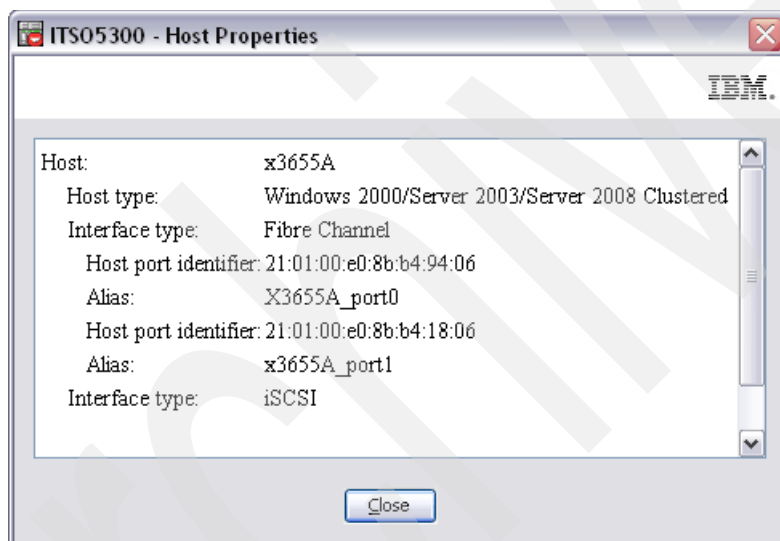 ITSO5300 - Host Properties
IBM.
Host: x3655A
Host type: Windows 2000/Server 2003/Server 2008 Clustered
Interface type: Fibre Channel
Host port identifier: 21:01:00:e0:8b:b4:94:06
Alias: X3655A_port0
Host port identifier: 21:01:00:e0:8b:b4:18:06
Alias: x3655A_port1
Interface type: iSCSI
Close